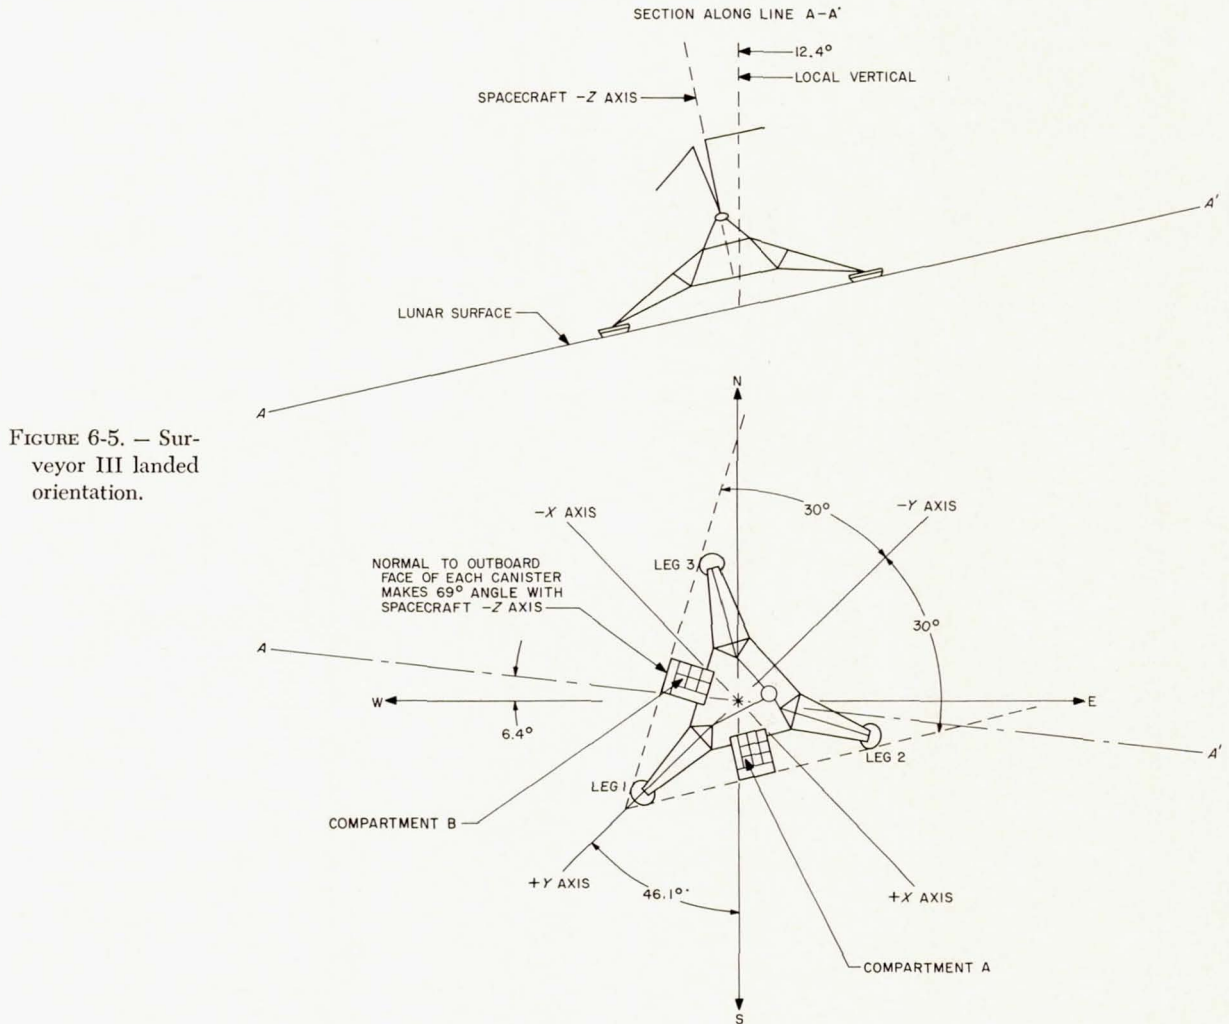 SECTION ALONG LINE A-A'
12.4°
LOCAL VERTICAL
SPACECRAFT -Z AXIS
A'
LUNAR SURFACE
A
N
FIGURE 6-5. — Sur-
veyor III landed
orientation.
-X AXIS
30°
-Y AXIS
NORMAL TO OUTBOARD
FACE OF EACH CANISTER
MAKES 69° ANGLE WITH
SPACECRAFT -Z AXIS
LEG 3
30°
A
W
E
6.4°
A'
LEG 2
LEG 1
COMPARTMENT B
+Y AXIS
46.1°
+X AXIS
COMPARTMENT A
S